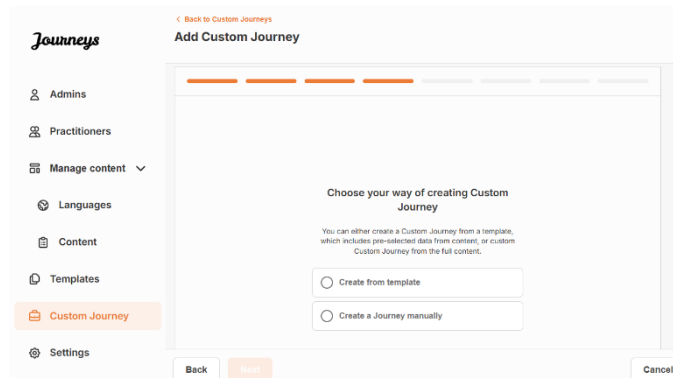 Journeys
Admins
Practitioners
Manage content
Languages
Content
Templates
Custom Journey
Settings
Back to Custom Journeys
Add Custom Journey
Choose your way of creating Custom
Journey
You can either create a Custom Journey from a template,
which includes pre-selected data from content, or custom
Custom Journey from the full content.
Create from template
Create a Journey manually
Back
Next
Cancel